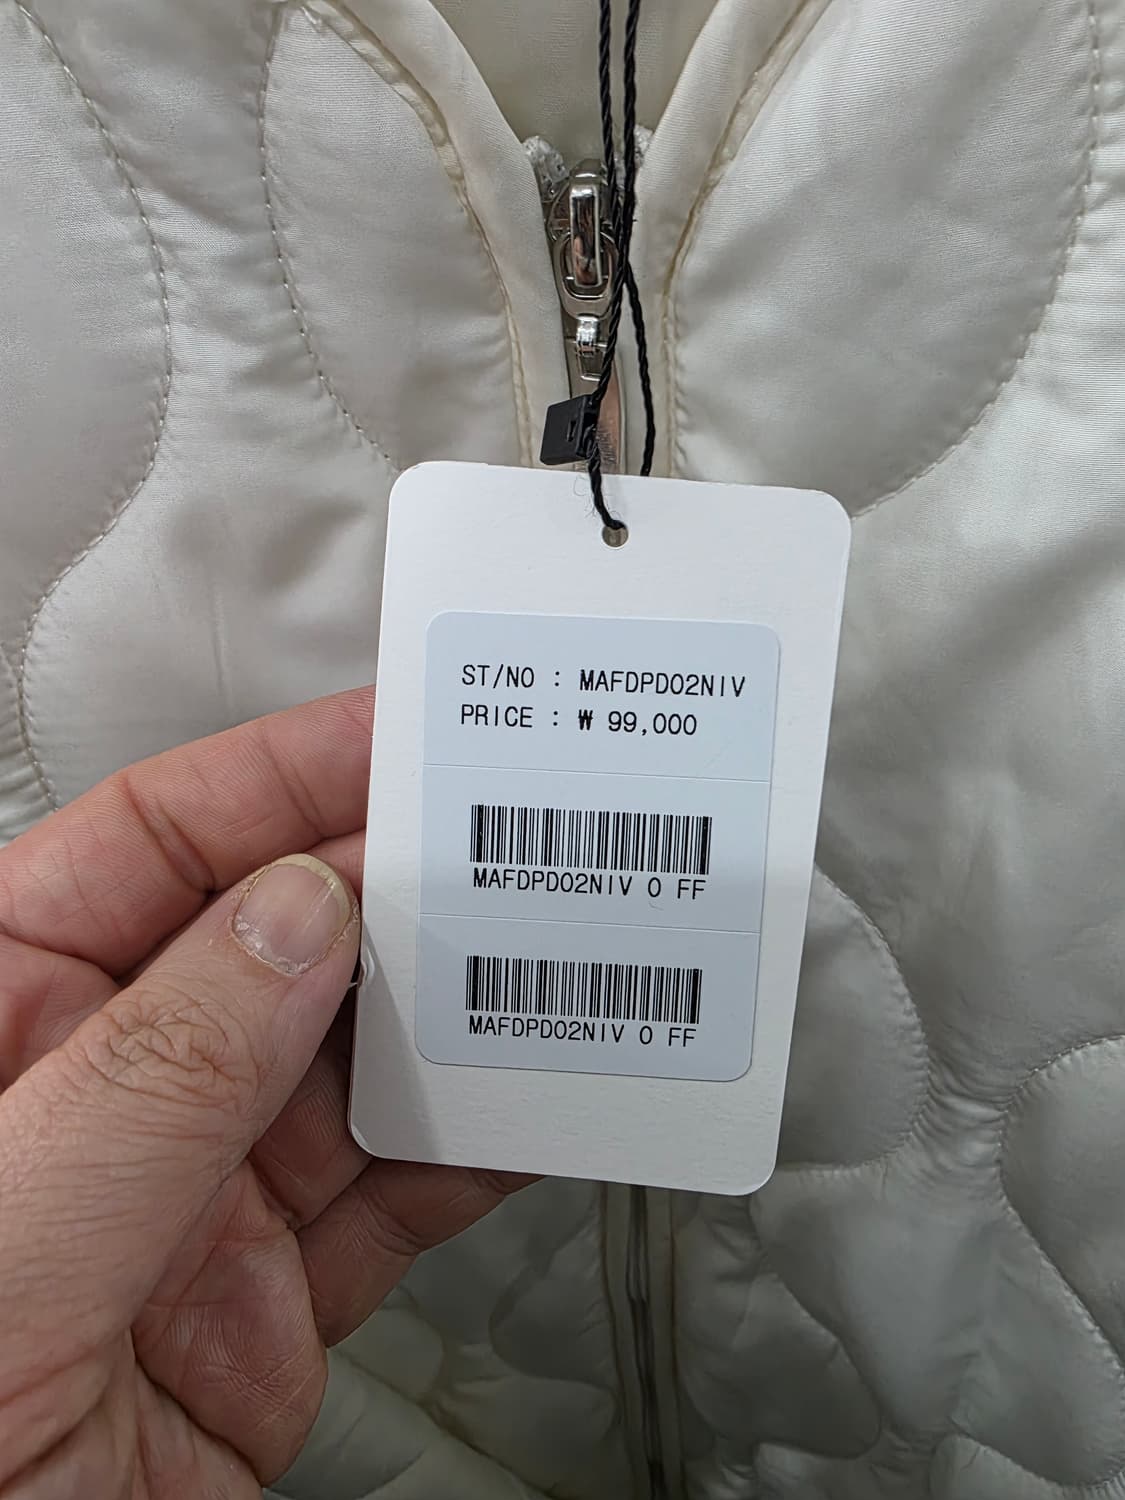 ST/NO : MAFDPD02NIV
PRICE : ₩ 99,000
MAFDPD02NIV 0 FF
MAFDPD02NIV 0 FF